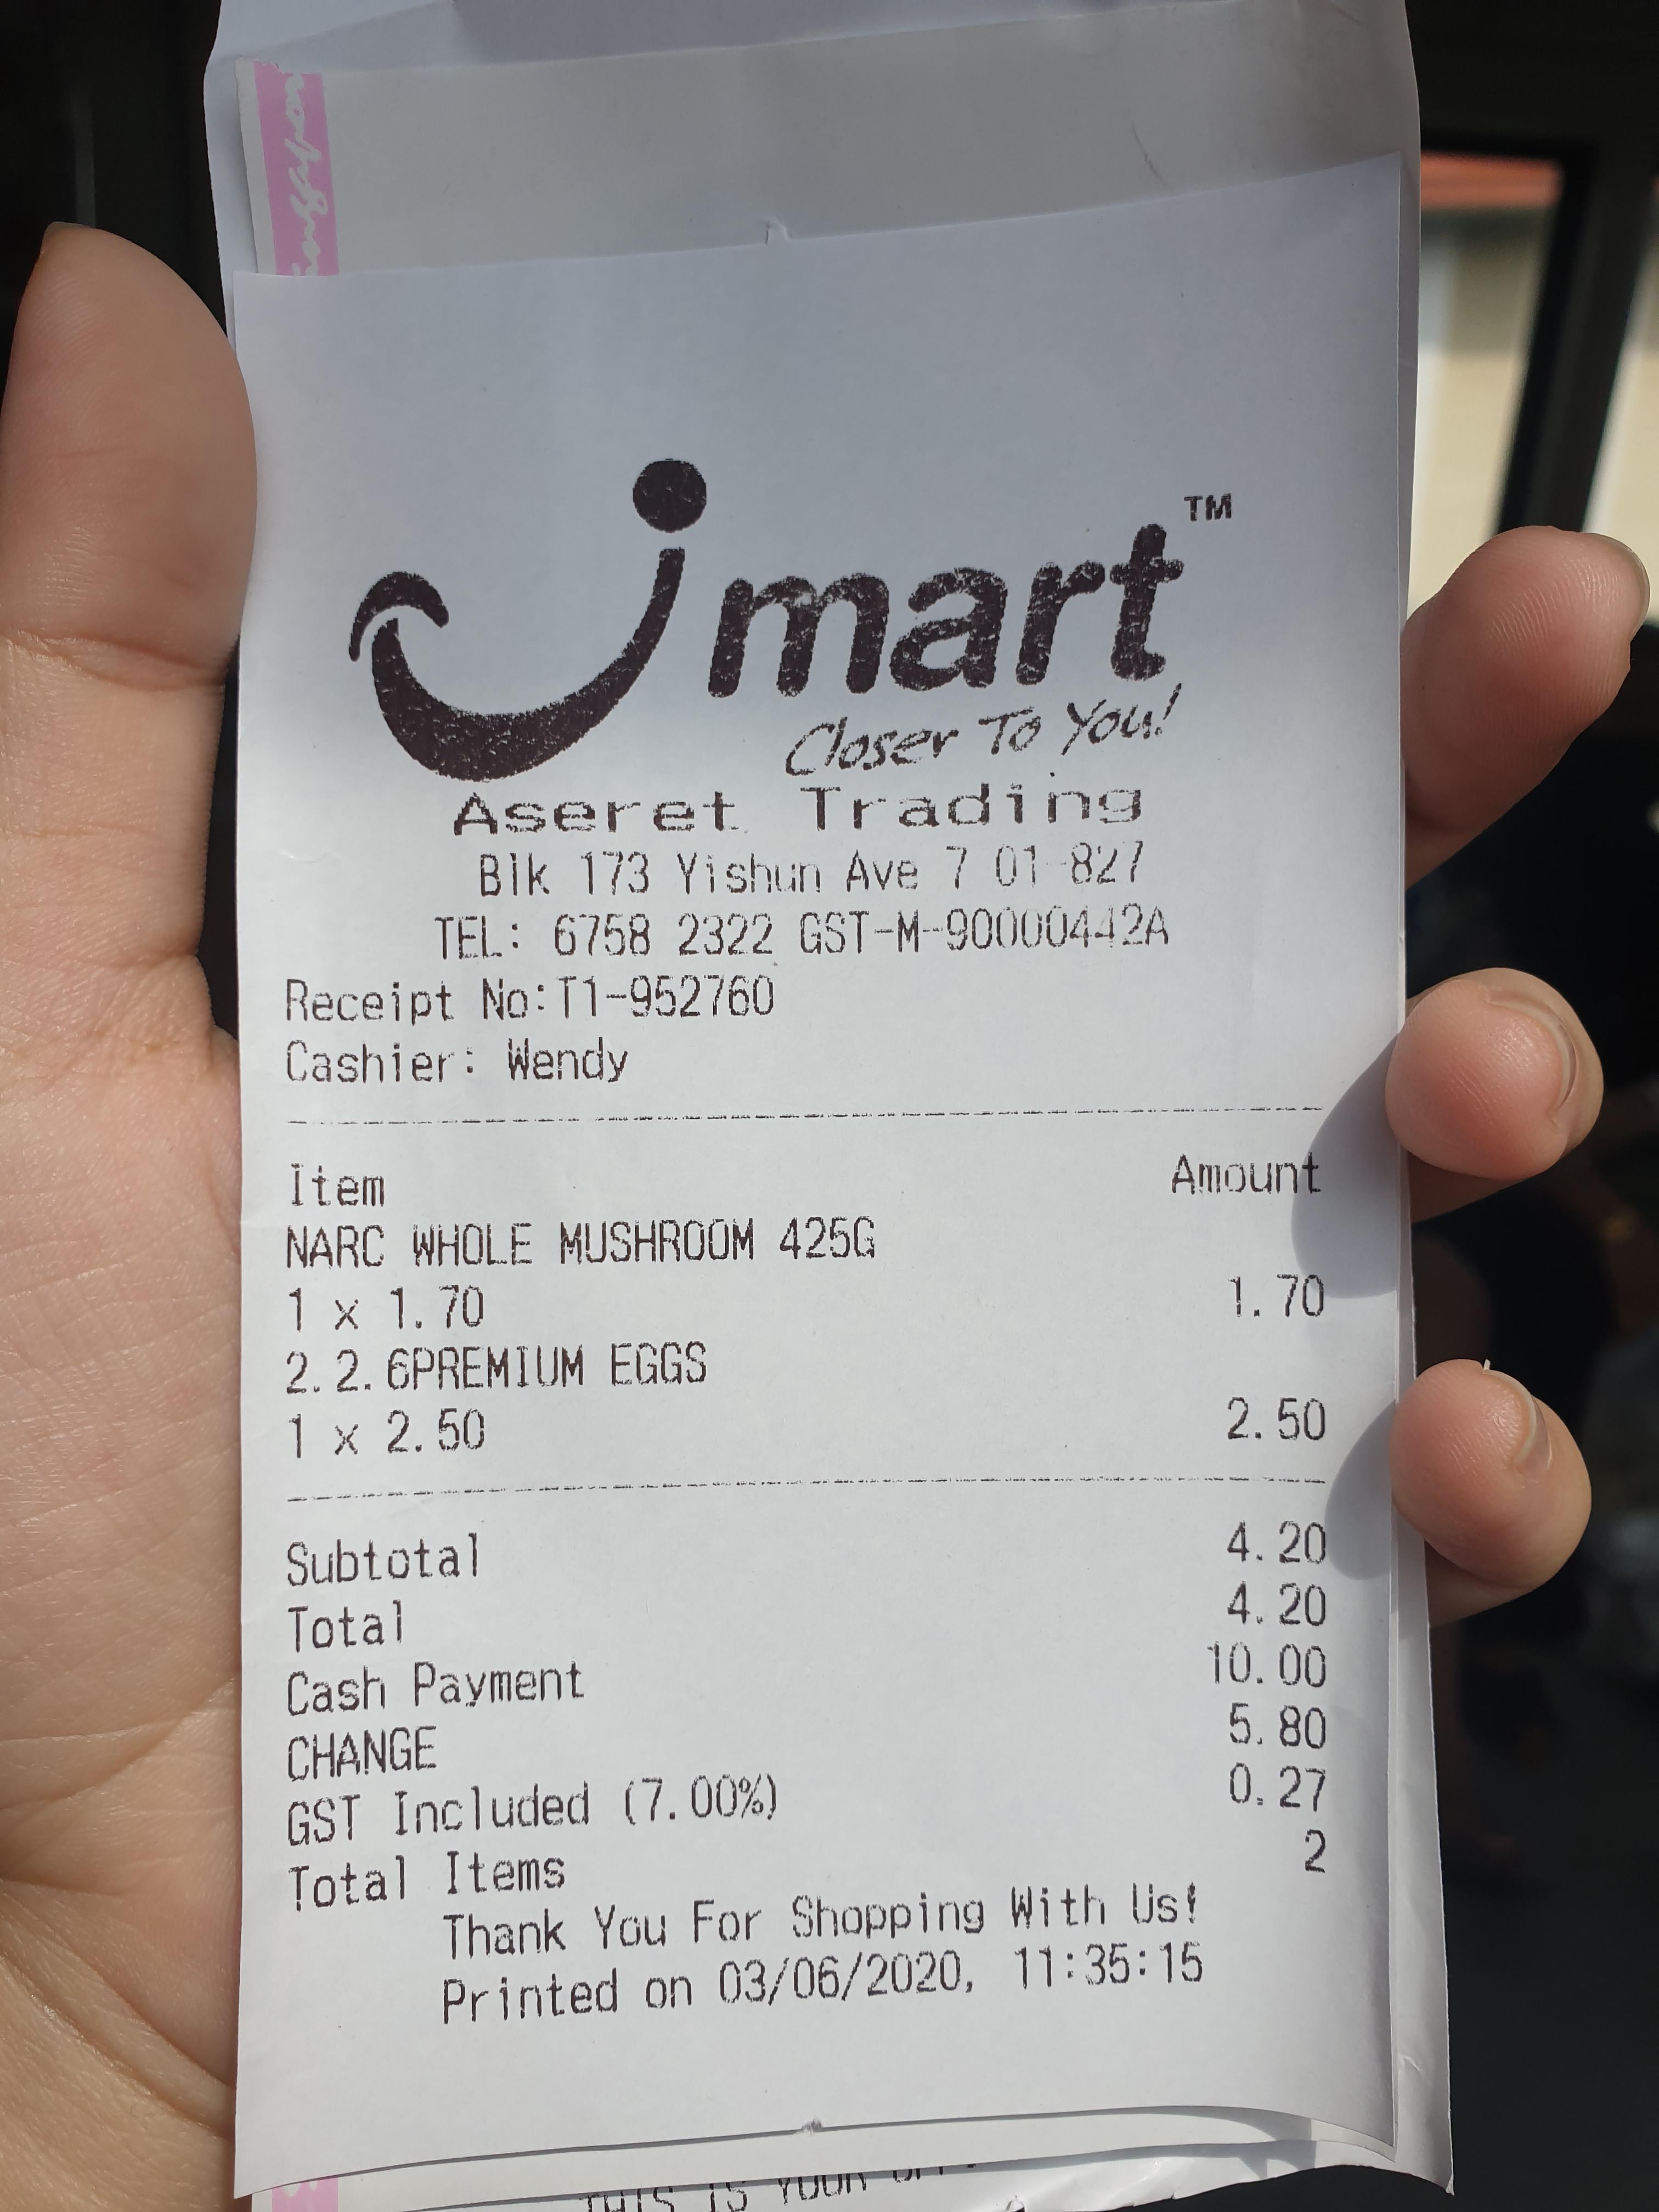 Jmart™
Closer To You!
Aseret Trading
Blk 173 Yishun Ave 7 01-827
TEL: 6758 2322 GST-M-90000442A
Receipt No:T1-952760
Cashier: Wendy
Item Amount
NARC WHOLE MUSHROOM 425G
1 x 1.70 1.70
2.2.6PREMIUM EGGS
1 x 2.50 2.50
Subtotal 4.20
Total 4.20
Cash Payment 10.00
CHANGE 5.80
GST Included (7.00%) 0.27
Total Items 2
Thank You For Shopping With Us!
Printed on 03/06/2020, 11:35:15
THIS IS YOUR